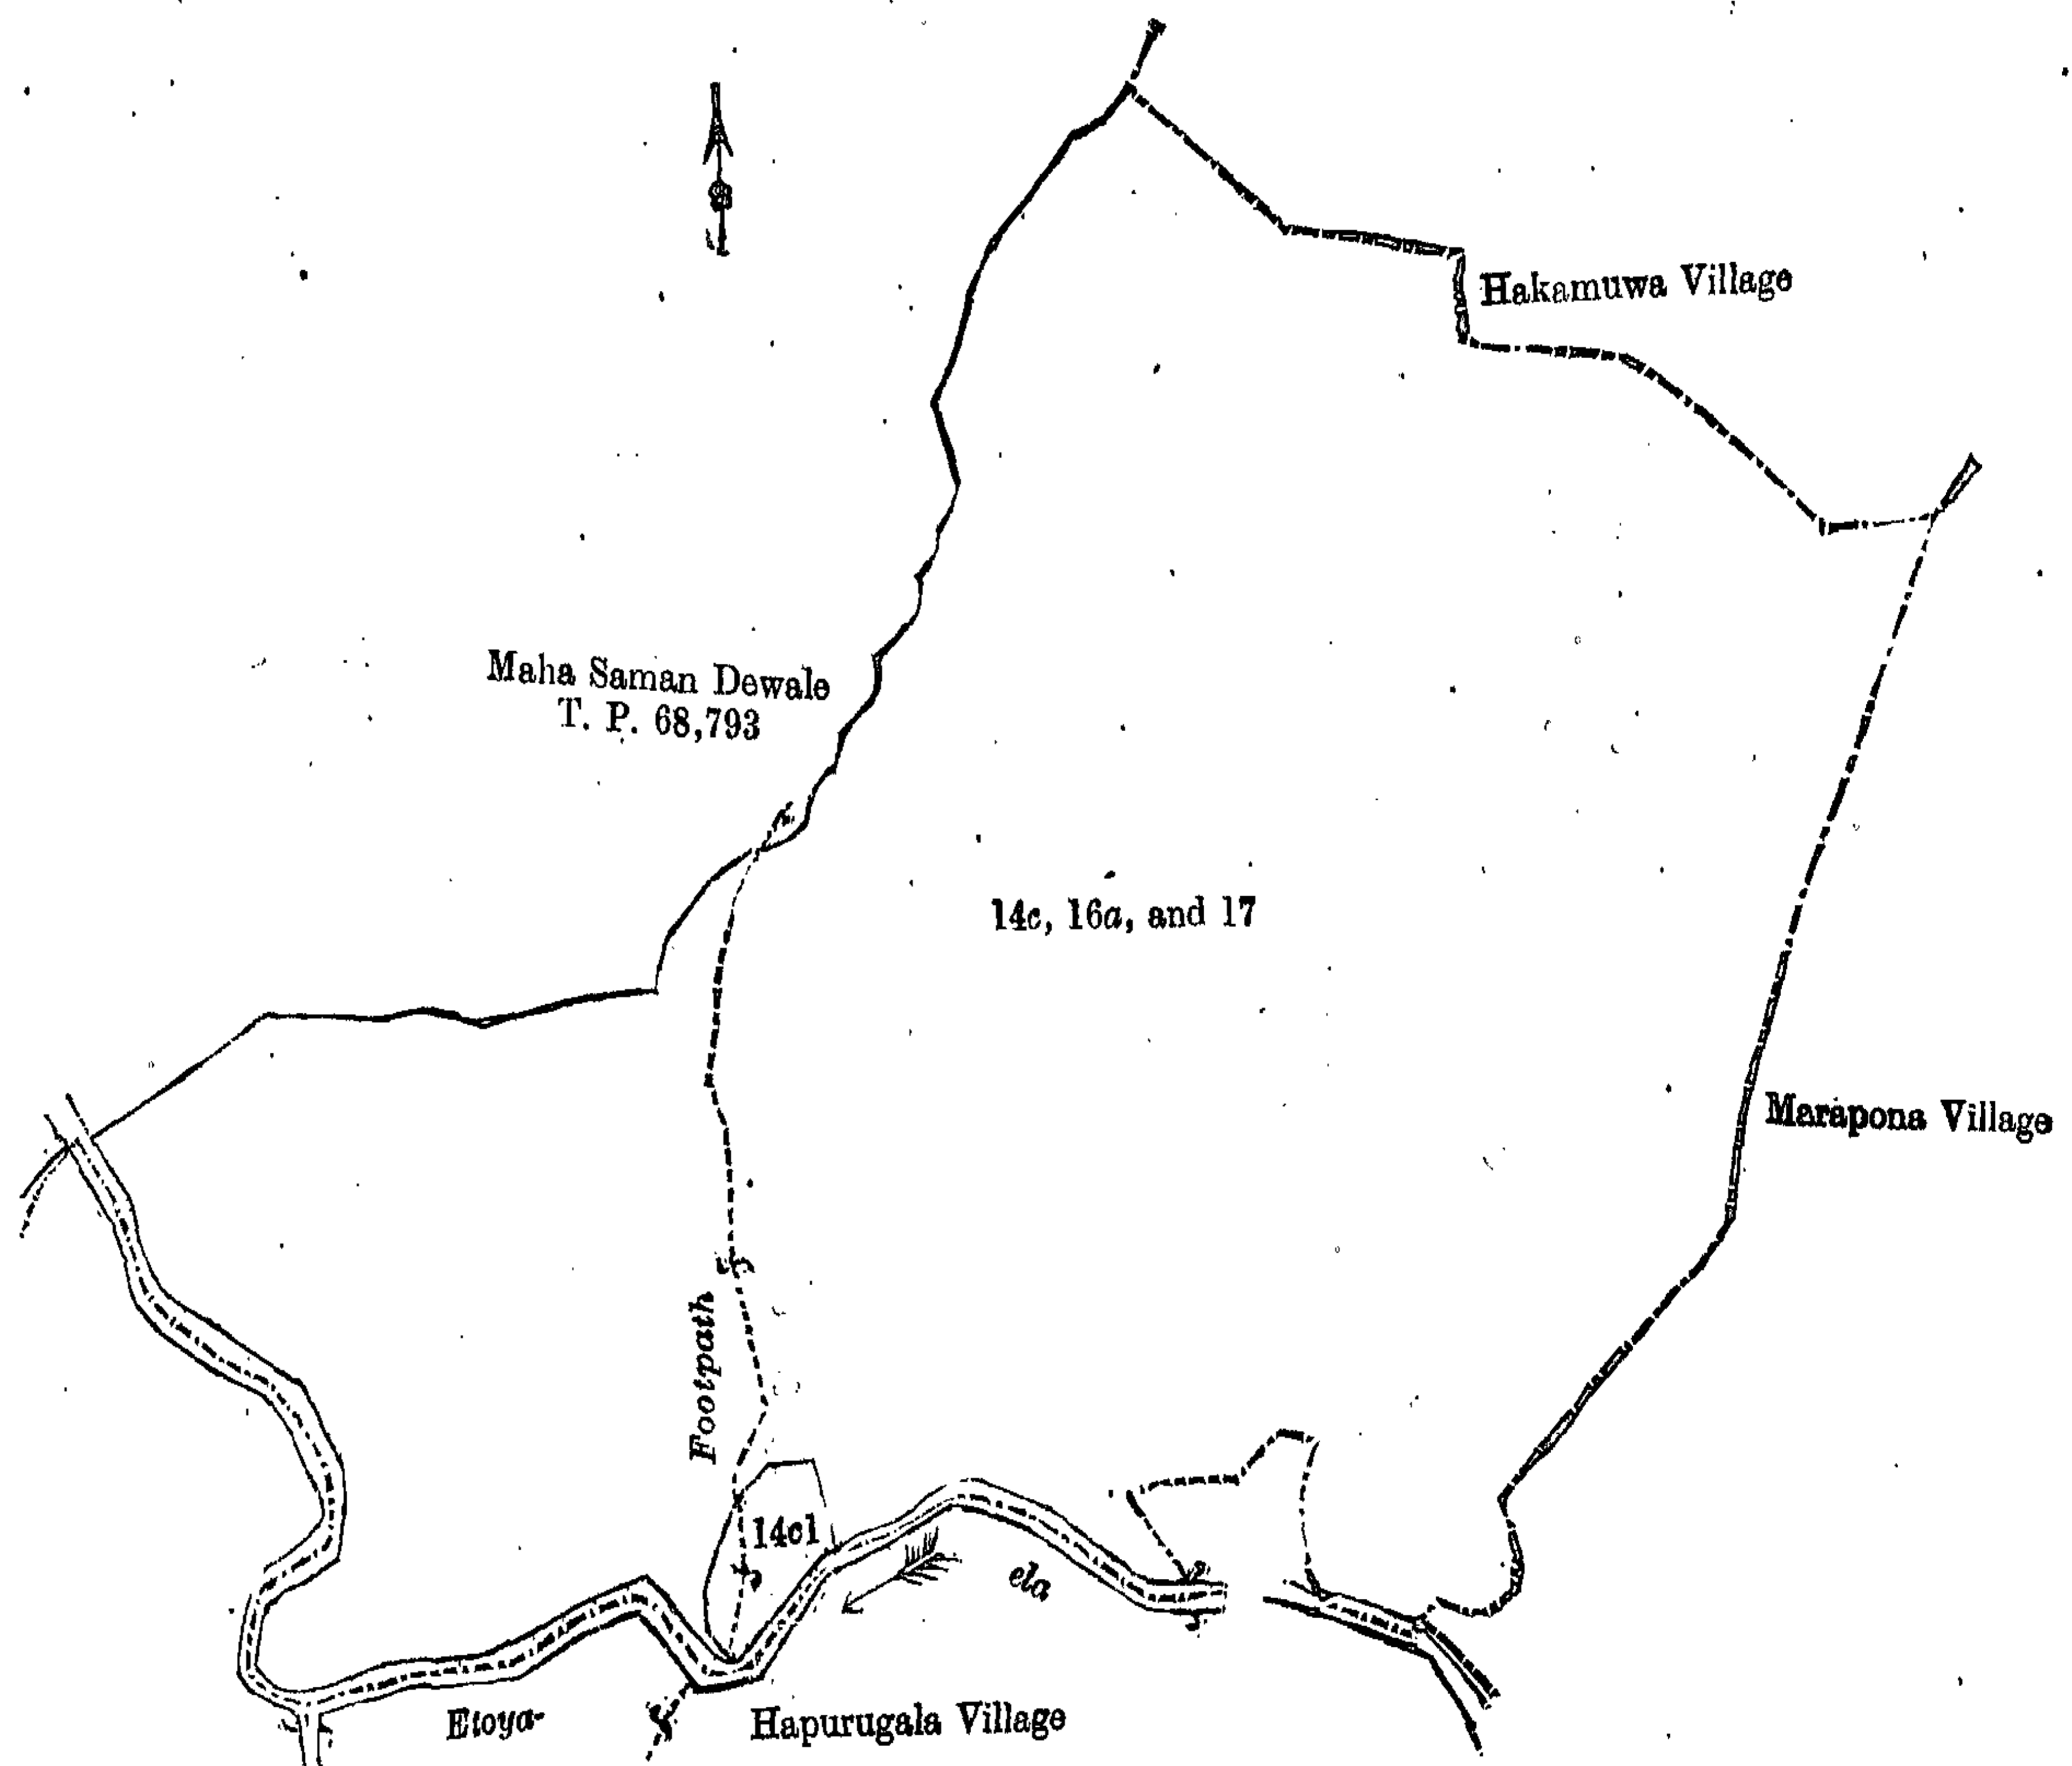 Hakamuwa Village
Maha Saman Dewale
T. P. 68,793
14c, 16a, and 17
Marapona Village
Footpath
14c1
ela
Etoya-
Hapurugala Village